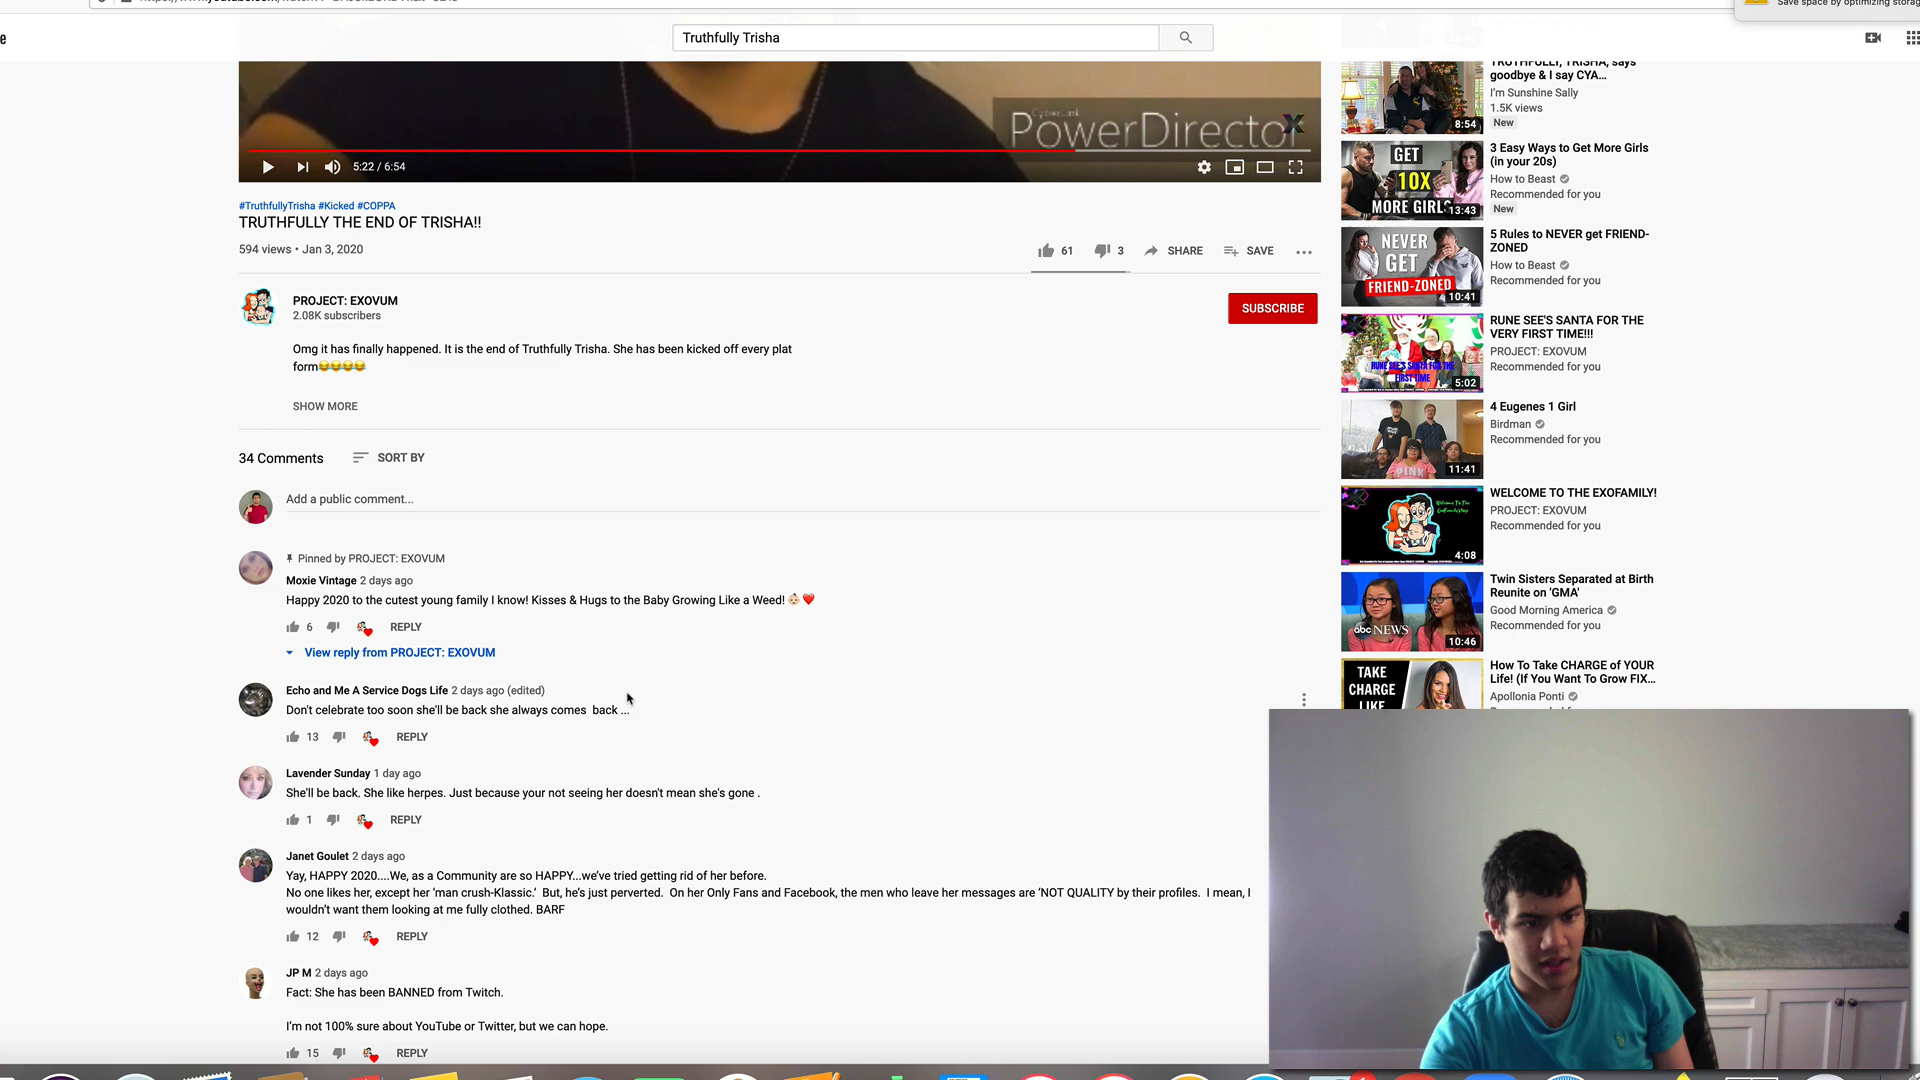 Save space by optimizing storag
Truthfully Trisha
CyberLink
PowerDirector
5:22 / 6:54
#TruthfullyTrisha #Kicked #COPPA
TRUTHFULLY THE END OF TRISHA!!
594 views • Jan 3, 2020
61
3
SHARE
SAVE
PROJECT: EXOVUM
2.08K subscribers
SUBSCRIBE
Omg it has finally happened. It is the end of Truthfully Trisha. She has been kicked off every plat
form😂😂😂😂
SHOW MORE
34 Comments
SORT BY
Add a public comment...
Pinned by PROJECT: EXOVUM
Moxie Vintage 2 days ago
Happy 2020 to the cutest young family I know! Kisses & Hugs to the Baby Growing Like a Weed! 👶🏻 ❤️
6
REPLY
View reply from PROJECT: EXOVUM
Echo and Me A Service Dogs Life 2 days ago (edited)
Don't celebrate too soon she'll be back she always comes  back ...
13
REPLY
Lavender Sunday 1 day ago
She'll be back. She like herpes. Just because your not seeing her doesn't mean she's gone .
1
REPLY
Janet Goulet 2 days ago
Yay, HAPPY 2020....We, as a Community are so HAPPY...we've tried getting rid of her before.
No one likes her, except her 'man crush-Klassic.'  But, he's just perverted.  On her Only Fans and Facebook, the men who leave her messages are 'NOT QUALITY by their profiles.  I mean, I
wouldn't want them looking at me fully clothed. BARF
12
REPLY
JP M 2 days ago
Fact: She has been BANNED from Twitch.
I'm not 100% sure about YouTube or Twitter, but we can hope.
15
REPLY
TRUTHFULLY, TRISHA, says
goodbye & I say CYA...
I'm Sunshine Sally
1.5K views
New
8:54
GET
10X
MORE GIRLS
13:43
3 Easy Ways to Get More Girls
(in your 20s)
How to Beast
Recommended for you
New
NEVER
GET
FRIEND-ZONED
10:41
5 Rules to NEVER get FRIEND-
ZONED
How to Beast
Recommended for you
RUNE SEE'S SANTA FOR THE
FIRST TIME
5:02
RUNE SEE'S SANTA FOR THE
VERY FIRST TIME!!!
PROJECT: EXOVUM
Recommended for you
PINK
11:41
4 Eugenes 1 Girl
Birdman
Recommended for you
4:08
WELCOME TO THE EXOFAMILY!
PROJECT: EXOVUM
Recommended for you
abc NEWS
10:46
Twin Sisters Separated at Birth
Reunite on 'GMA'
Good Morning America
Recommended for you
TAKE
CHARGE
LIKE
How To Take CHARGE of YOUR
Life! (If You Want To Grow FIX...
Apollonia Ponti